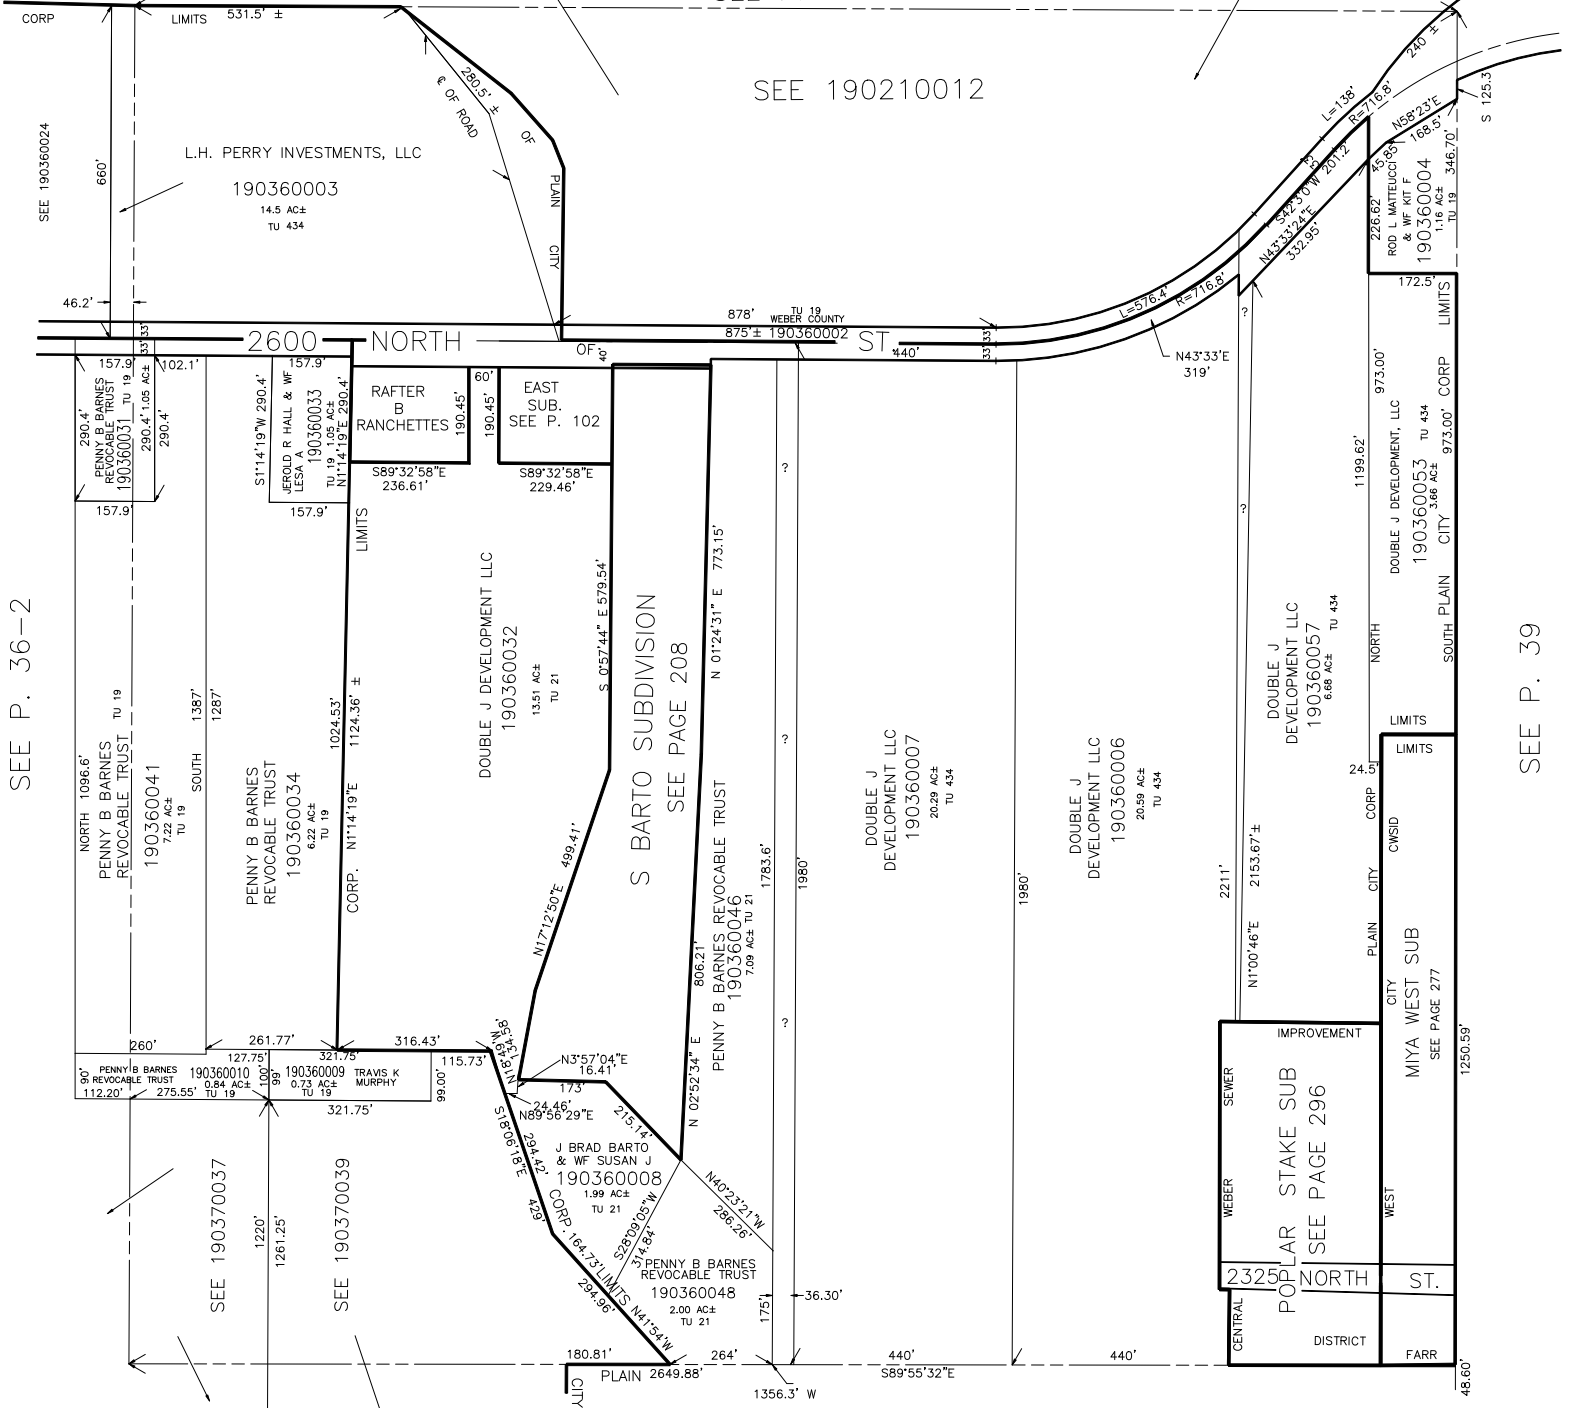 CORP
LIMITS
531.5' ±
SEE 190360024
660'
L.H. PERRY INVESTMENTS, LLC
190360003
14.5 AC±
TU 434
280.5' ±
℄ OF ROAD
OF
PLAIN
CITY
SEE 190210012
240 ±
L=138'
R=716.8'
N58°23'E
168.5'
S 125.3
33
33
S42°3'0"W 201.2'
45.85'
N43°33'24"E
332.95'
226.62'
ROD L MATTEUCCI
& WF KIT F
190360004
1.16 AC±
TU 19
346.70'
172.5'
46.2'
33'33'
2600 NORTH ST.
OF
40'
878'
TU 19
WEBER COUNTY
875'± 190360002
440'
33'33'
L=576.4'
R=716.8'
N43°33'E
319'
157.9'
102.1'
157.9'
290.4'
PENNY B BARNES
REVOCABLE TRUST
190360031 TU 19
290.4' 1.05 AC±
290.4'
157.9'
S1°14'19"W 290.4'
JEROLD R HALL & WF
LESA A
190360033
TU 19 1.05 AC±
N1°14'19"E 290.4'
157.9'
RAFTER
B
RANCHETTES
190.45'
60'
190.45'
EAST
SUB.
SEE P. 102
S89°32'58"E
236.61'
S89°32'58"E
229.46'
LIMITS
SEE P. 36-2
NORTH 1096.6'
PENNY B BARNES
REVOCABLE TRUST TU 19
190360041
7.22 AC±
TU 19
SOUTH 1387'
1287'
PENNY B BARNES
REVOCABLE TRUST
190360034
6.22 AC±
TU 19
1024.53'
CORP. N1°14'19"E 1124.36' ±
DOUBLE J DEVELOPMENT LLC
190360032
13.51 AC±
TU 21
S 0°57'44" E 579.54'
N17°12'50"E 499.41'
S BARTO SUBDIVISION
SEE PAGE 208
N 01°24'31" E 773.15'
806.21'
N 02°52'34" E
PENNY B BARNES REVOCABLE TRUST
190360046
7.09 AC± TU 21
1783.6'
1980'
?
?
?
DOUBLE J
DEVELOPMENT LLC
190360007
20.29 AC±
TU 434
1980'
DOUBLE J
DEVELOPMENT LLC
190360006
20.59 AC±
TU 434
?
?
2211'
2153.67'±
N1°00'46"E
DOUBLE J
DEVELOPMENT LLC
190360057
6.68 AC±
TU 434
973.00'
1199.62'
NORTH
DOUBLE J DEVELOPMENT, LLC
190360053 TU 434
3.66 AC±
973.00'
SOUTH
PLAIN CITY CORP LIMITS
LIMITS
LIMITS
24.5'
PLAIN CITY CORP
CWSID
CITY
WEST
MIYA WEST SUB
SEE PAGE 277
1250.59'
SEE P. 39
260'
261.77'
316.43'
127.75'
321.75'
115.73'
90'
PENNY B BARNES
REVOCABLE TRUST
190360010
0.84 AC±
TU 19
112.20'
275.55'
100'
99'
190360009
0.73 AC±
TU 19
TRAVIS K
MURPHY
99.00'
321.75'
N18°49'W
134.58'
N3°57'04"E
16.41'
173'
24.46'
N89°56'29"E
S18°06'18"E
294.42'
429'
215.14'
J BRAD BARTO
& WF SUSAN J
190360008
1.99 AC±
TU 21
CORP. LIMITS
164.73'
294.96'
N41°54'W
S28°09'05"W
314.84'
N40°23'21"W
286.26'
PENNY B BARNES
REVOCABLE TRUST
190360048
2.00 AC±
TU 21
SEE 190370037
1220'
1261.25'
SEE 190370039
175'
36.30'
IMPROVEMENT
SEWER
WEBER
CENTRAL
POPLAR STAKE SUB
SEE PAGE 296
2325 NORTH ST.
DISTRICT
FARR
180.81'
PLAIN
CITY
2649.88'
264'
440'
S89°55'32"E
440'
1356.3' W
48.60'